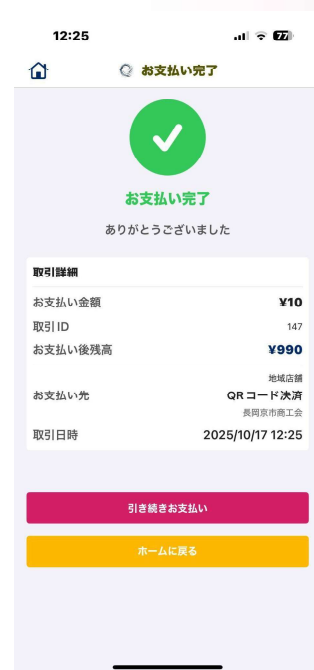 12:25
77
お支払い完了
お支払い完了
ありがとうございました
取引詳細
お支払い金額 ¥10
取引ID 147
お支払い後残高 ¥990
地域店舗
お支払い先 QRコード決済
長岡京市商工会
取引日時 2025/10/17 12:25
引き続きお支払い
ホームに戻る